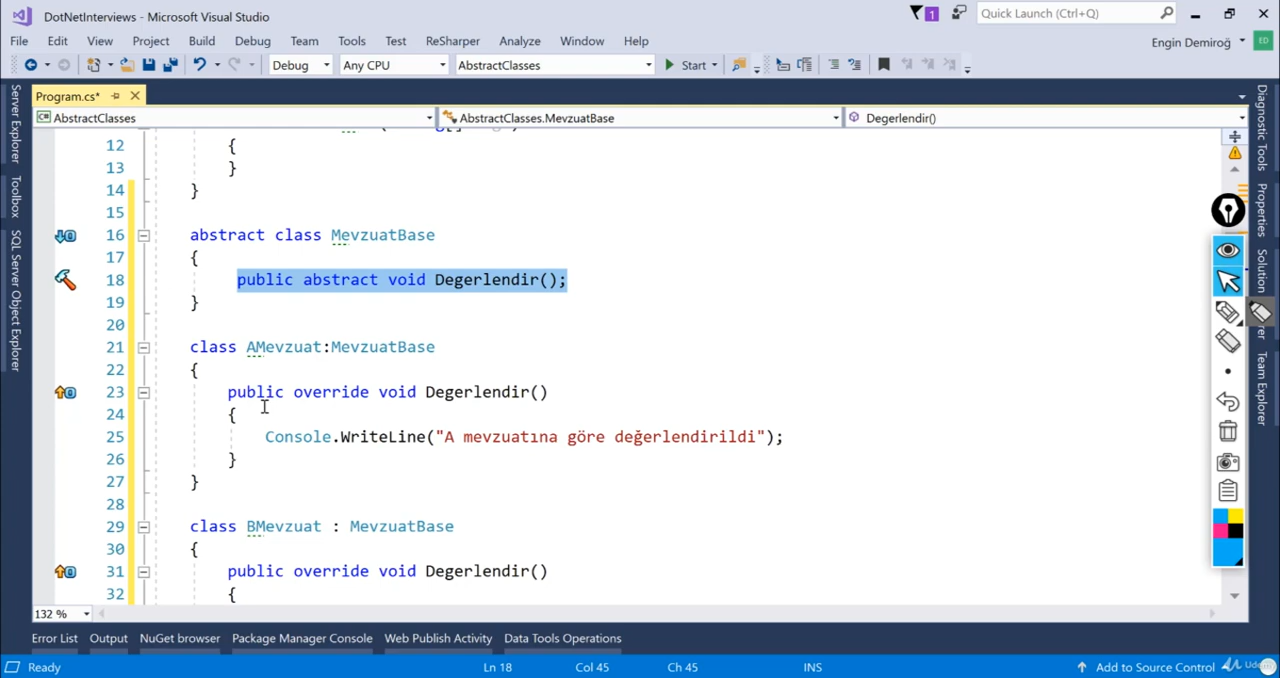 DotNetInterviews - Microsoft Visual Studio
1
Quick Launch (Ctrl+Q)
File Edit View Project Build Debug Team Tools Test ReSharper Analyze Window Help
Engin Demiroğ
ED
Debug Any CPU AbstractClasses Start
Program.cs*
AbstractClasses AbstractClasses.MevzuatBase Degerlendir()
12 {
13 }
14 }
15
16 abstract class MevzuatBase
17 {
18 public abstract void Degerlendir();
19 }
20
21 class AMevzuat:MevzuatBase
22 {
23 public override void Degerlendir()
24 {
25 Console.WriteLine("A mevzuatına göre değerlendirildi");
26 }
27 }
28
29 class BMevzuat : MevzuatBase
30 {
31 public override void Degerlendir()
32 {
132 %
Server Explorer
Toolbox
SQL Server Object Explorer
Diagnostic Tools
Properties
Solution
Team Explorer
Error List Output NuGet browser Package Manager Console Web Publish Activity Data Tools Operations
Ready Ln 18 Col 45 Ch 45 INS Add to Source Control
Udemy